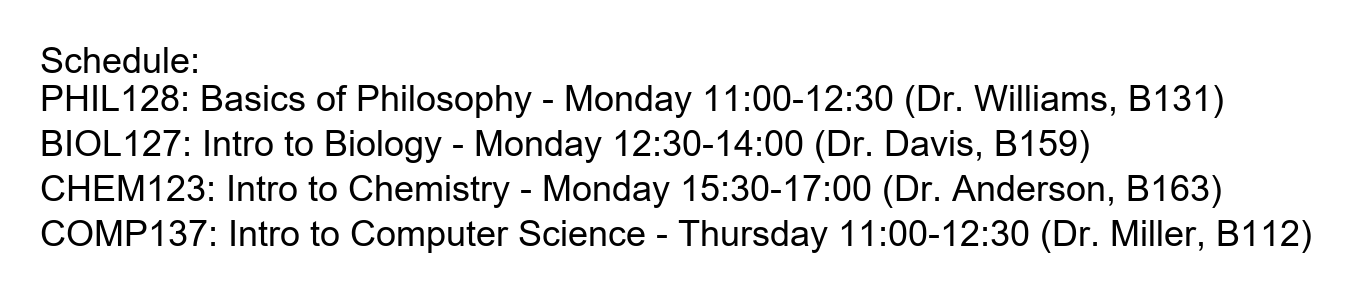 Schedule:
PHIL128: Basics of Philosophy - Monday 11:00-12:30 (Dr. Williams, B131)
BIOL127: Intro to Biology - Monday 12:30-14:00 (Dr. Davis, B159)
CHEM123: Intro to Chemistry - Monday 15:30-17:00 (Dr. Anderson, B163)
COMP137: Intro to Computer Science - Thursday 11:00-12:30 (Dr. Miller, B112)